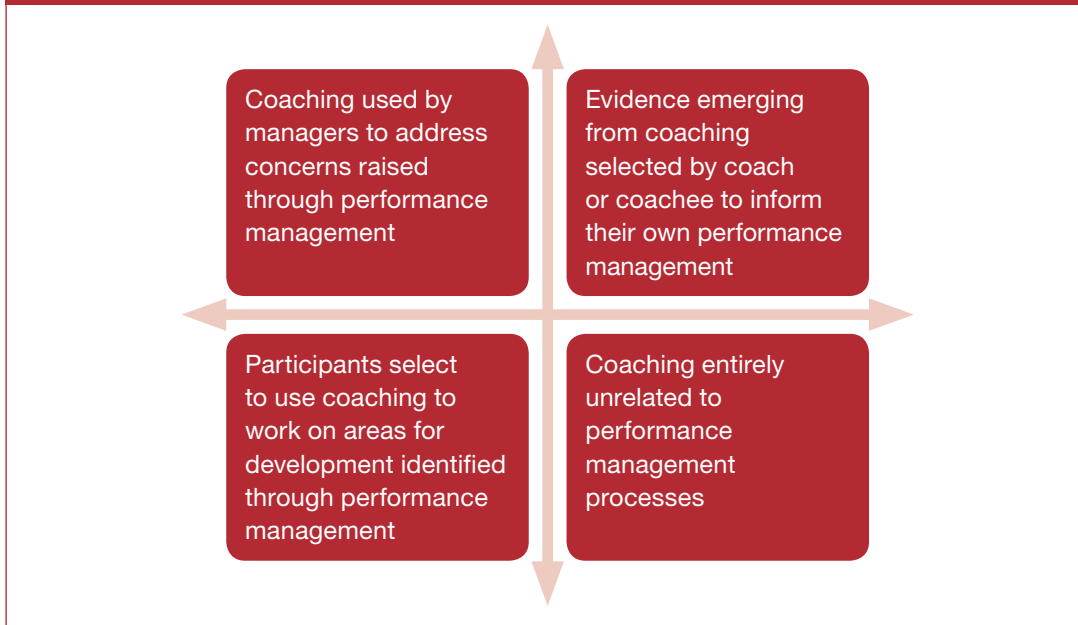 Coaching used by
managers to address
concerns raised
through performance
management
Evidence emerging
from coaching
selected by coach
or coachee to inform
their own performance
management
Participants select
to use coaching to
work on areas for
development identified
through performance
management
Coaching entirely
unrelated to
performance
management
processes